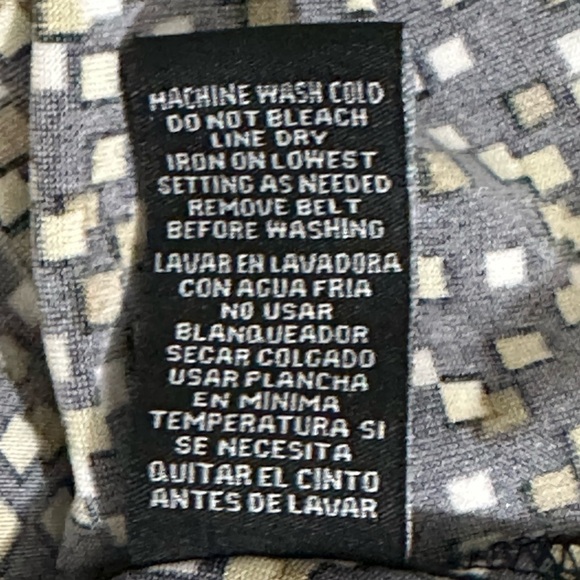 MACHINE WASH COLD
DO NOT BLEACH
LINE DRY
IRON ON LOWEST
SETTING AS NEEDED
REMOVE BELT
BEFORE WASHING
LAVAR EN LAVADORA
CON AGUA FRIA
NO USAR
BLANQUEADOR
SECAR COLGADO
USAR PLANCHA
EN MINIMA
TEMPERATURA SI
SE NECESITA
QUITAR EL CINTO
ANTES DE LAVAR